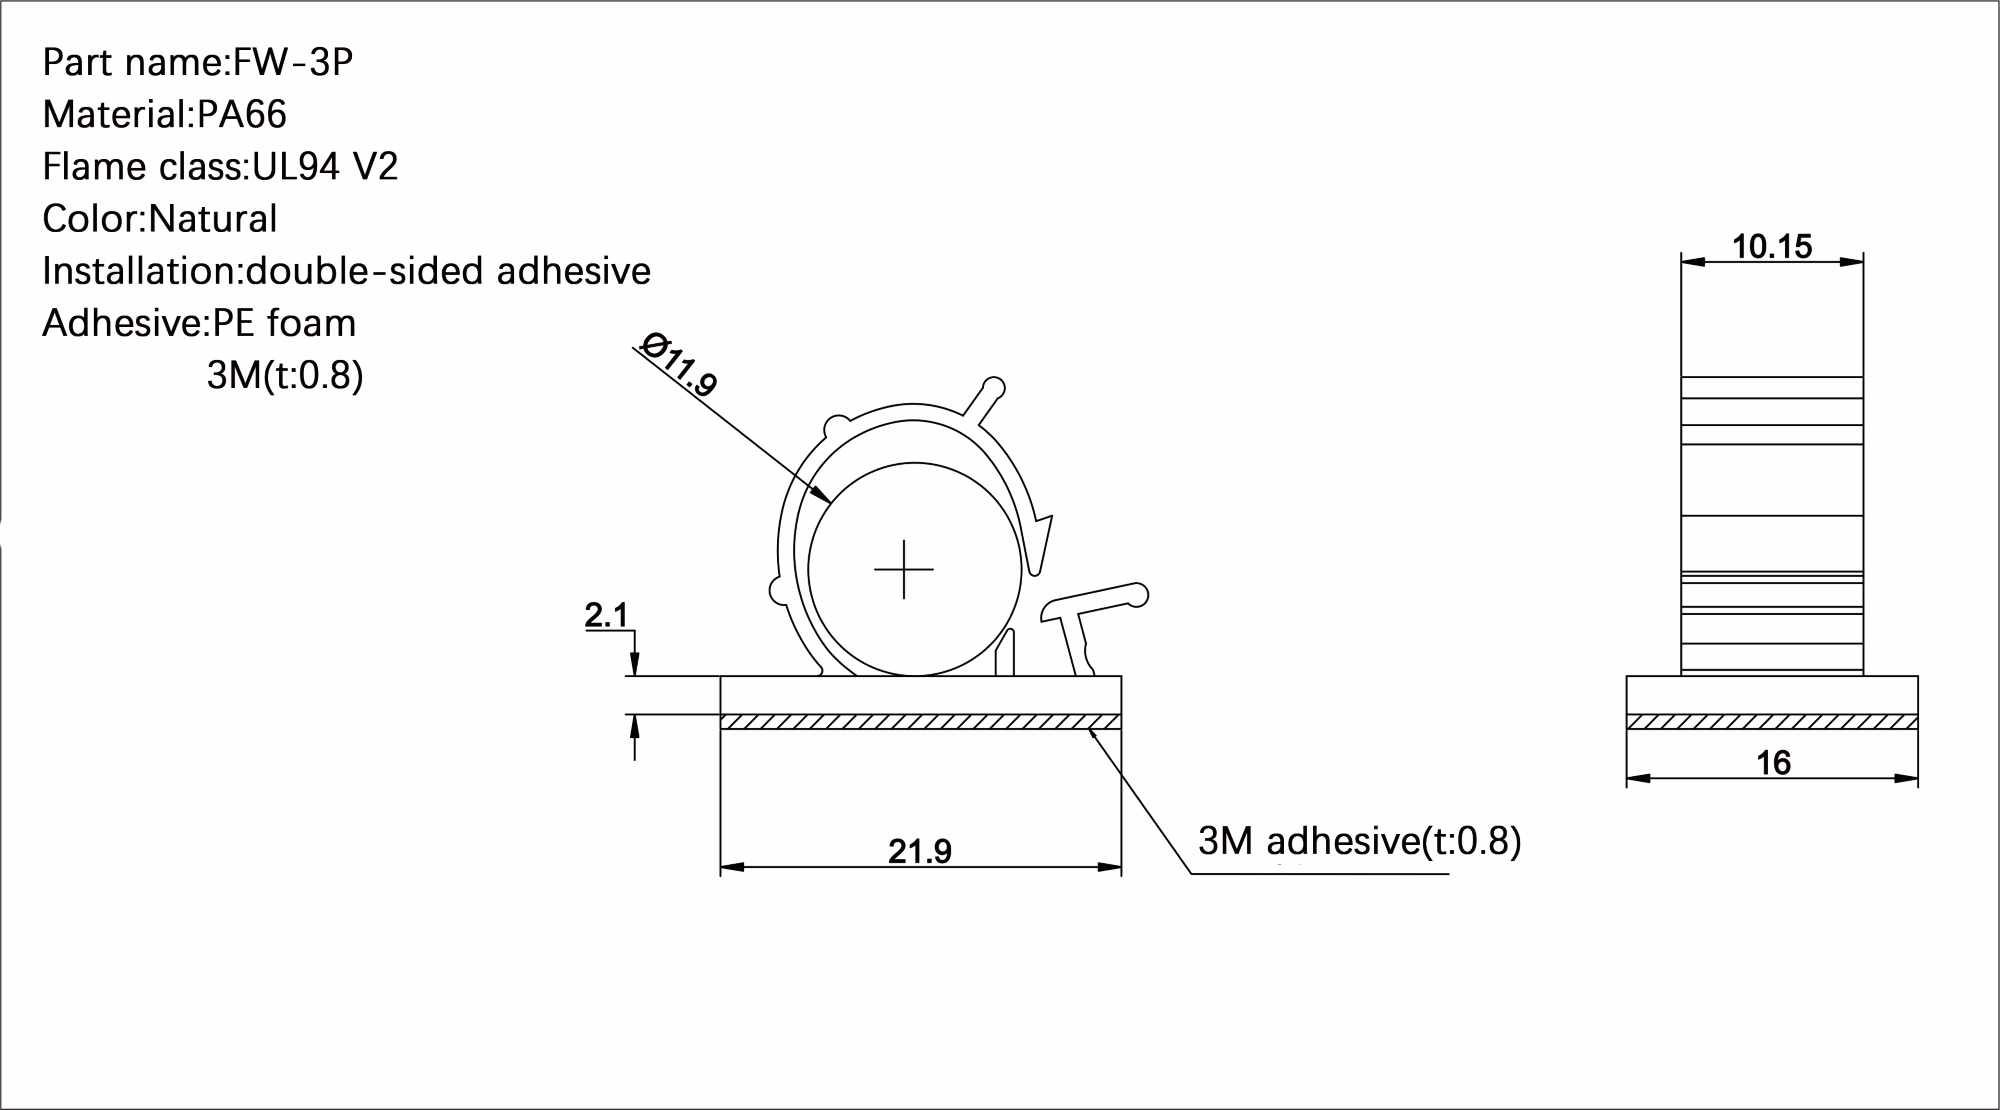 Part name:FW-3P
Material:PA66
Flame class:UL94 V2
Color:Natural
Installation:double-sided adhesive
Adhesive:PE foam
3M(t:0.8)
10.15
Ø11.9
2.1
16
21.9
3M adhesive(t:0.8)